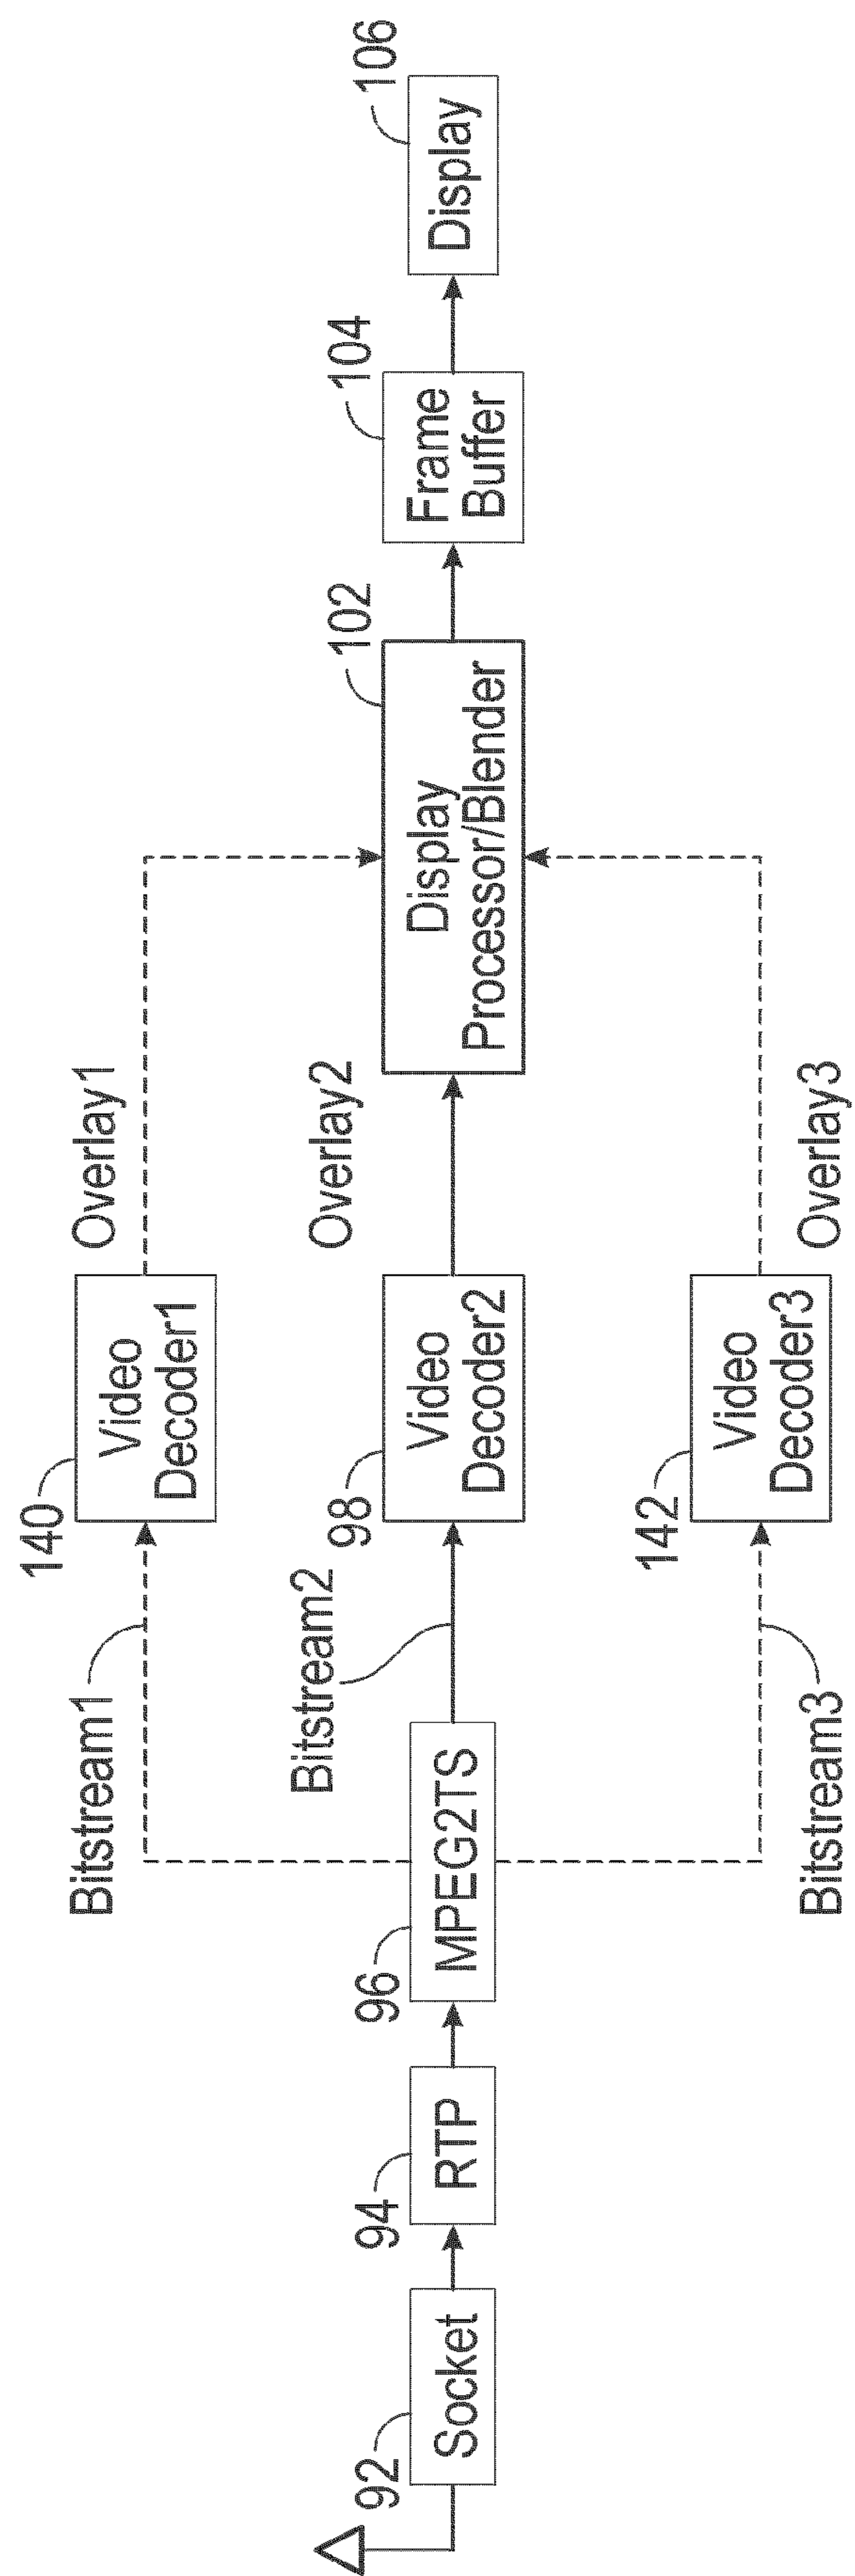 92
Socket
94
RTP
96
MPEG2TS
Bitstream1
Bitstream2
Bitstream3
140
Video
Decoder1
98
Video
Decoder2
142
Video
Decoder3
Overlay1
Overlay2
Overlay3
102
Display
Processor/Blender
104
Frame
Buffer
106
Display